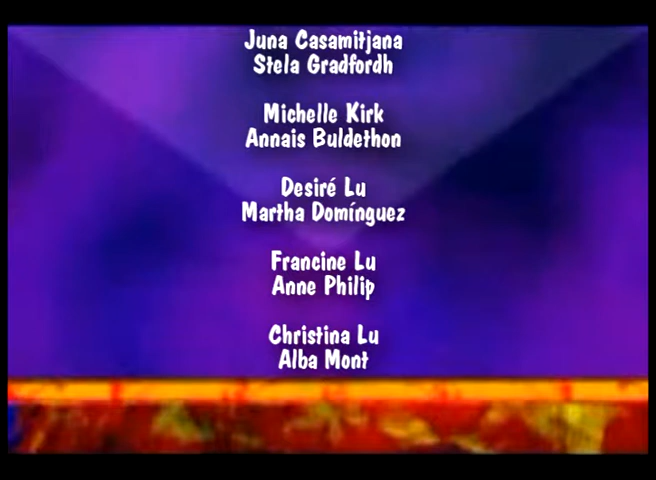 Juna Casamitjana
Stela Gradfordh
Michelle Kirk
Annais Buldethon
Desiré Lu
Martha Domínguez
Francine Lu
Anne Philip
Christina Lu
Alba Mont